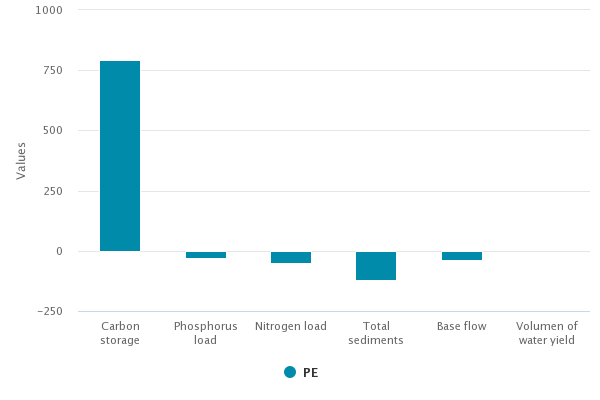 1000
750
500
250
0
−250
Values
Carbon
storage
Phosphorus
load
Nitrogen load
Total
sediments
Base flow
Volumen of
water yield
PE